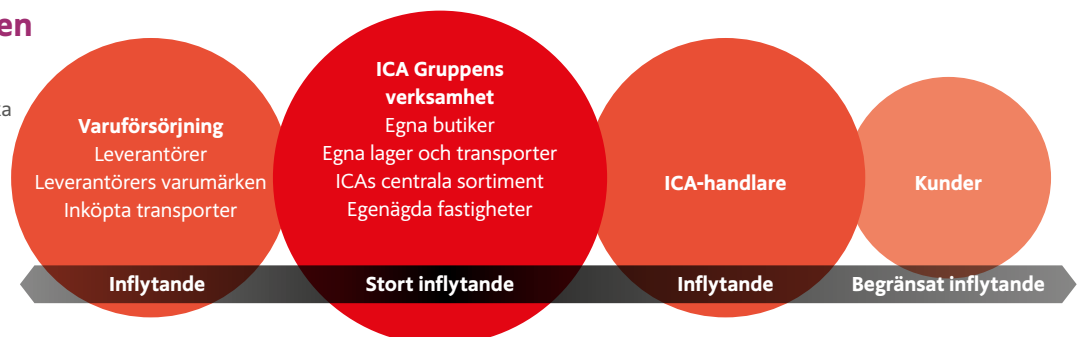 en
ta
Varuförsörjning
Leverantörer
Leverantörers varumärken
Inköpta transporter
ICA Gruppens
verksamhet
Egna butiker
Egna lager och transporter
ICAs centrala sortiment
Egenägda fastigheter
ICA-handlare
Kunder
Inflytande
Stort inflytande
Inflytande
Begränsat inflytande